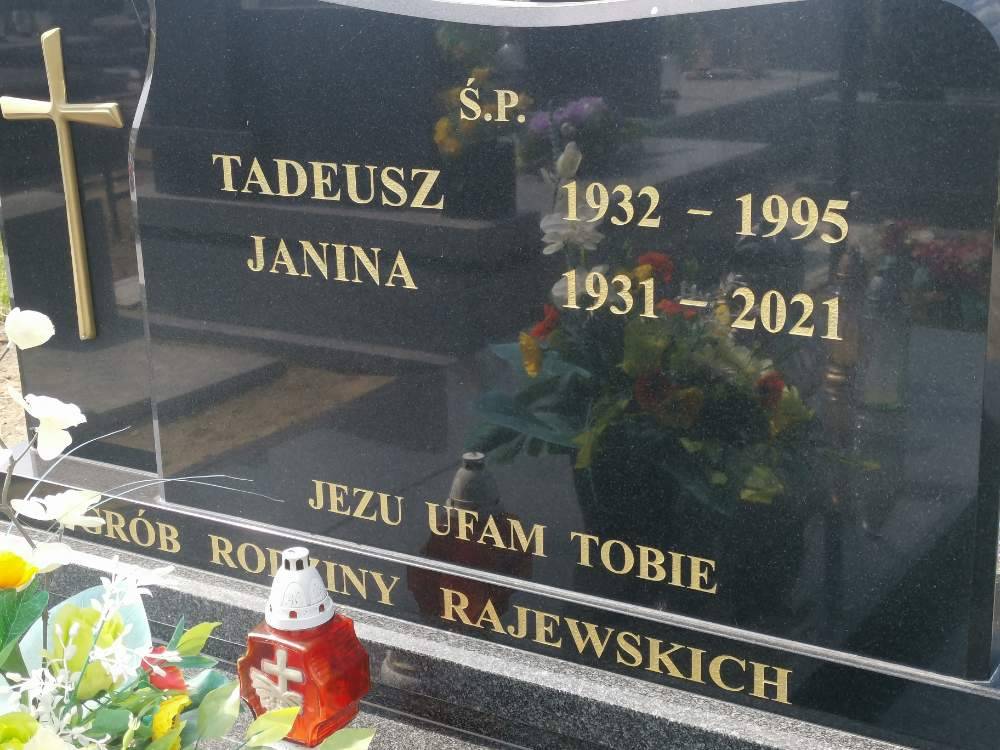 Ś.P.
TADEUSZ 1932 – 1995
JANINA 1931 – 2021
JEZU UFAM TOBIE
GRÓB RODZINY RAJEWSKICH